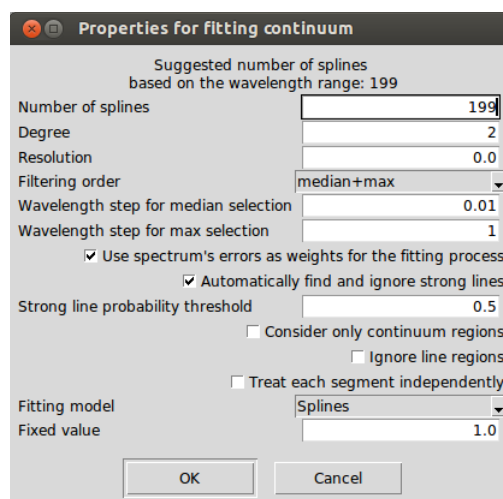 Properties for fitting continuum
Suggested number of splines
based on the wavelength range: 199
Number of splines 199
Degree 2
Resolution 0.0
Filtering order median+max
Wavelength step for median selection 0.01
Wavelength step for max selection 1
Use spectrum's errors as weights for the fitting process
Automatically find and ignore strong lines
Strong line probability threshold 0.5
Consider only continuum regions
Ignore line regions
Treat each segment independently
Fitting model Splines
Fixed value 1.0
OK Cancel